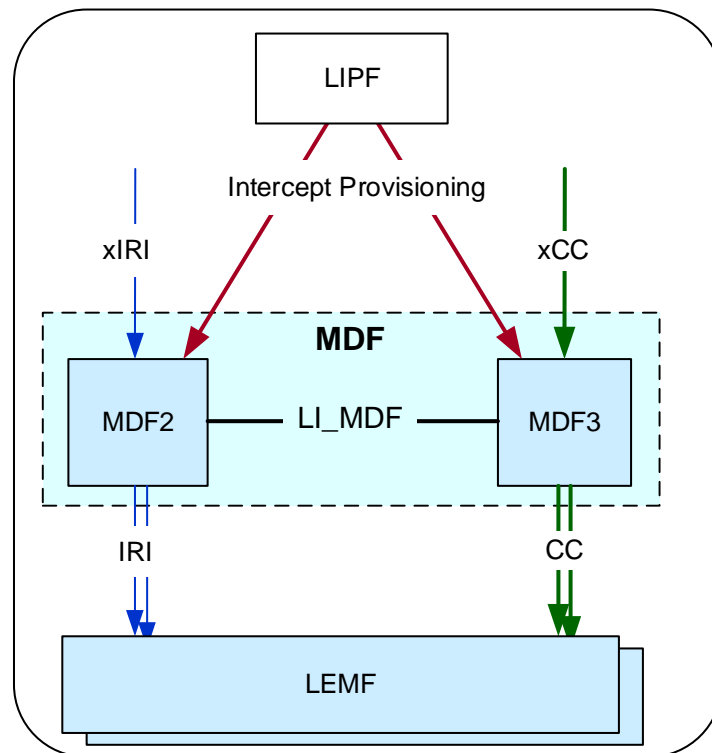 LIPF
Intercept Provisioning
xIRI
xCC
MDF
MDF2
LI_MDF
MDF3
IRI
CC
LEMF